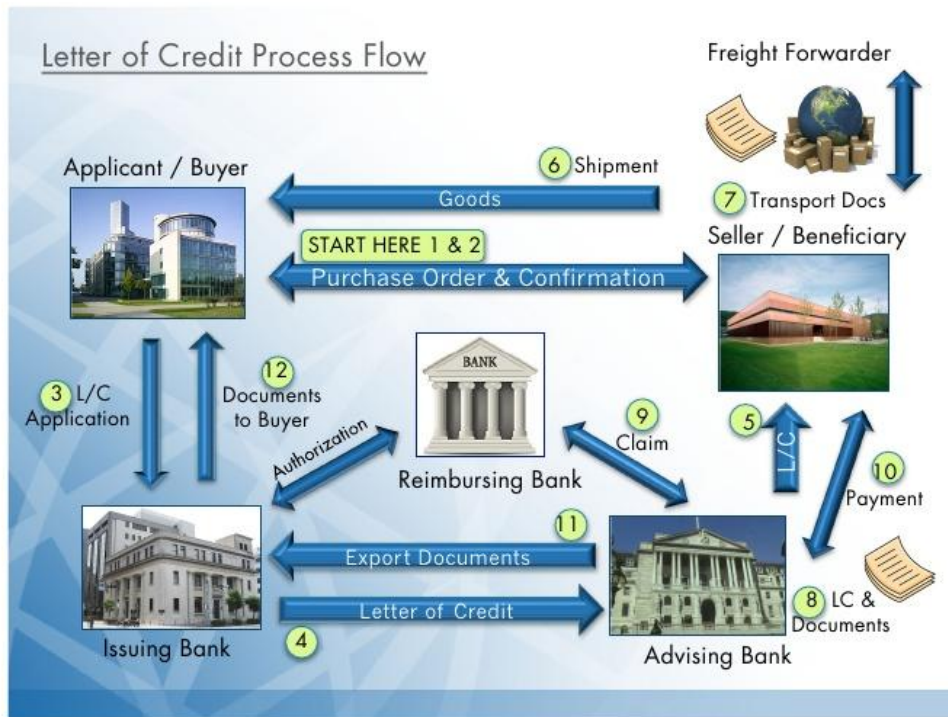 Letter of Credit Process Flow
Freight Forwarder
Applicant / Buyer
6 Shipment
Goods
7 Transport Docs
Seller / Beneficiary
START HERE 1 & 2
Purchase Order & Confirmation
BANK
3 L/C
Application
12
Documents
to Buyer
Authorization
Reimbursing Bank
9
Claim
5
L/C
10
Payment
11
Export Documents
Letter of Credit
4
8 LC &
Documents
Issuing Bank
Advising Bank